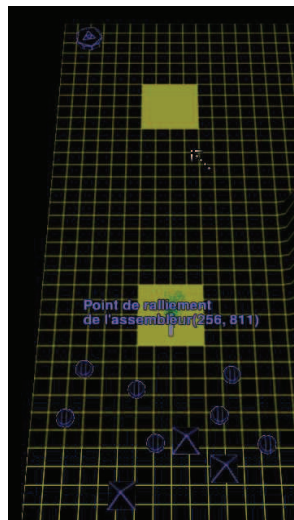 Point de ralliement
de l'assembleur(256, 811)